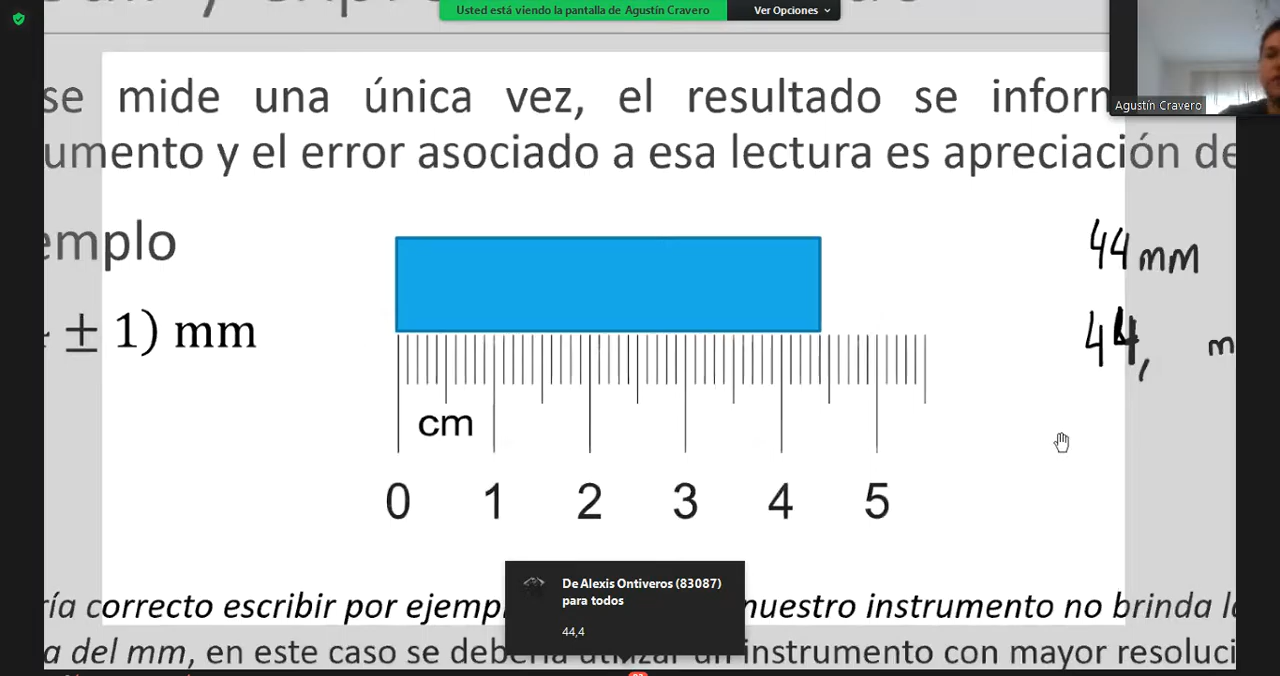 Usted está viendo la pantalla de Agustín Cravero
Ver Opciones
Agustín Cravero
se mide una única vez, el resultado se inform
umento y el error asociado a esa lectura es apreciación de
emplo
± 1) mm
44 mm
44, m
cm
0 1 2 3 4 5
De Alexis Ontiveros (83087)
para todos
44,4
ría correcto escribir por ejemp muestro instrumento no brinda l
a del mm, en este caso se debería utilizar un instrumento con mayor resoluci